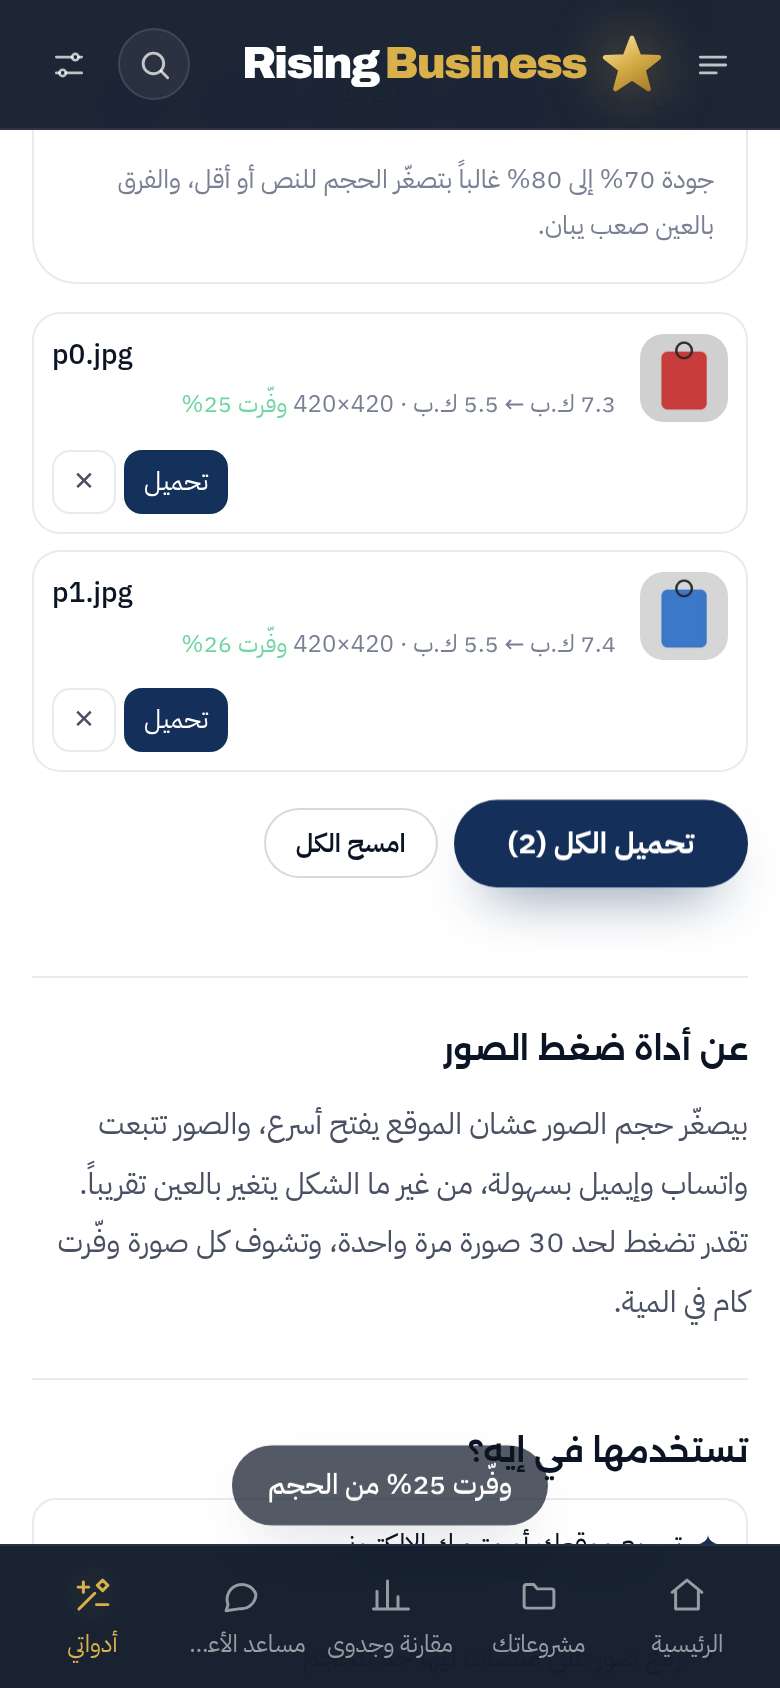 Rising Business
جودة 70% إلى 80% غالباً بتصغّر الحجم للنص أو أقل، والفرق
بالعين صعب يبان.
p0.jpg
7.3 ك.ب ← 5.5 ك.ب · 420×420 وفّرت 25%
تحميل ✕
p1.jpg
7.4 ك.ب ← 5.5 ك.ب · 420×420 وفّرت 26%
تحميل ✕
تحميل الكل (2) امسح الكل
عن أداة ضغط الصور
بيصغّر حجم الصور عشان الموقع يفتح أسرع، والصور تتبعت
واتساب وإيميل بسهولة، من غير ما الشكل يتغير بالعين تقريباً.
تقدر تضغط لحد 30 صورة مرة واحدة، وتشوف كل صورة وفّرت
كام في المية.
تستخدمها في إيه؟
وفّرت 25% من الحجم
الرئيسية مشروعاتك مقارنة وجدوى مساعد الأعـ... أدواتي